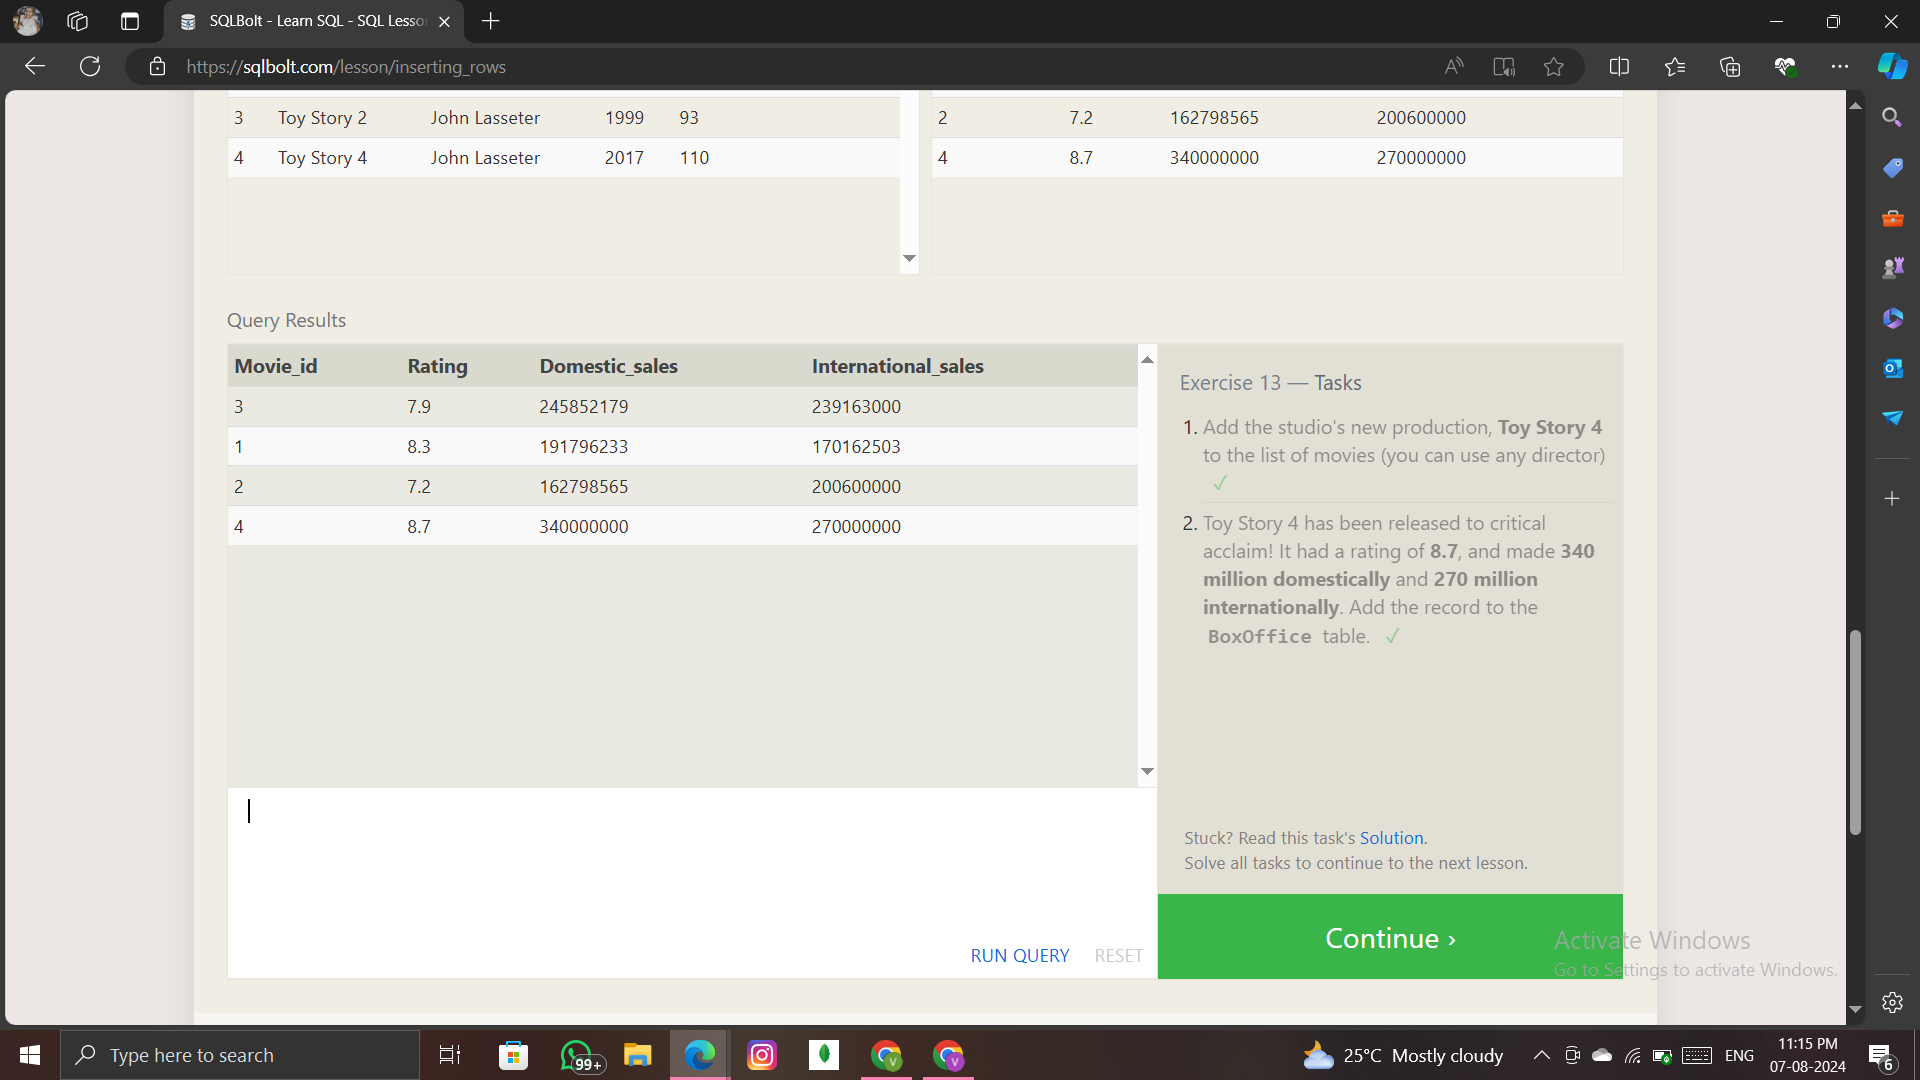 SQLBolt - Learn SQL - SQL Lesso
https://sqlbolt.com/lesson/inserting_rows
3 Toy Story 2 John Lasseter 1999 93
4 Toy Story 4 John Lasseter 2017 110
2 7.2 162798565 200600000
4 8.7 340000000 270000000
Query Results
Movie_id Rating Domestic_sales International_sales
3 7.9 245852179 239163000
1 8.3 191796233 170162503
2 7.2 162798565 200600000
4 8.7 340000000 270000000
Exercise 13 — Tasks
1. Add the studio's new production, Toy Story 4
to the list of movies (you can use any director)
✓
2. Toy Story 4 has been released to critical
acclaim! It had a rating of 8.7, and made 340
million domestically and 270 million
internationally. Add the record to the
BoxOffice table. ✓
Stuck? Read this task's Solution.
Solve all tasks to continue to the next lesson.
RUN QUERY RESET
Continue ›
Activate Windows
Go to Settings to activate Windows.
Type here to search
99+
25°C Mostly cloudy
ENG
11:15 PM
07-08-2024
6